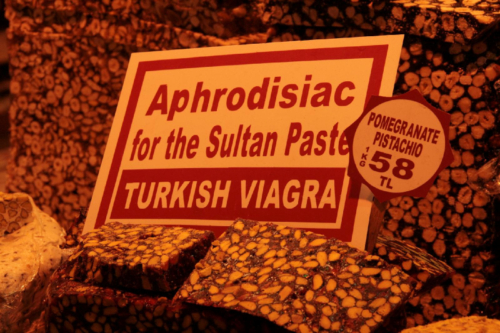 Aphrodisiac
for the Sultan Paste
TURKISH VIAGRA
POMEGRANATE
PISTACHIO
1KG 58
TL